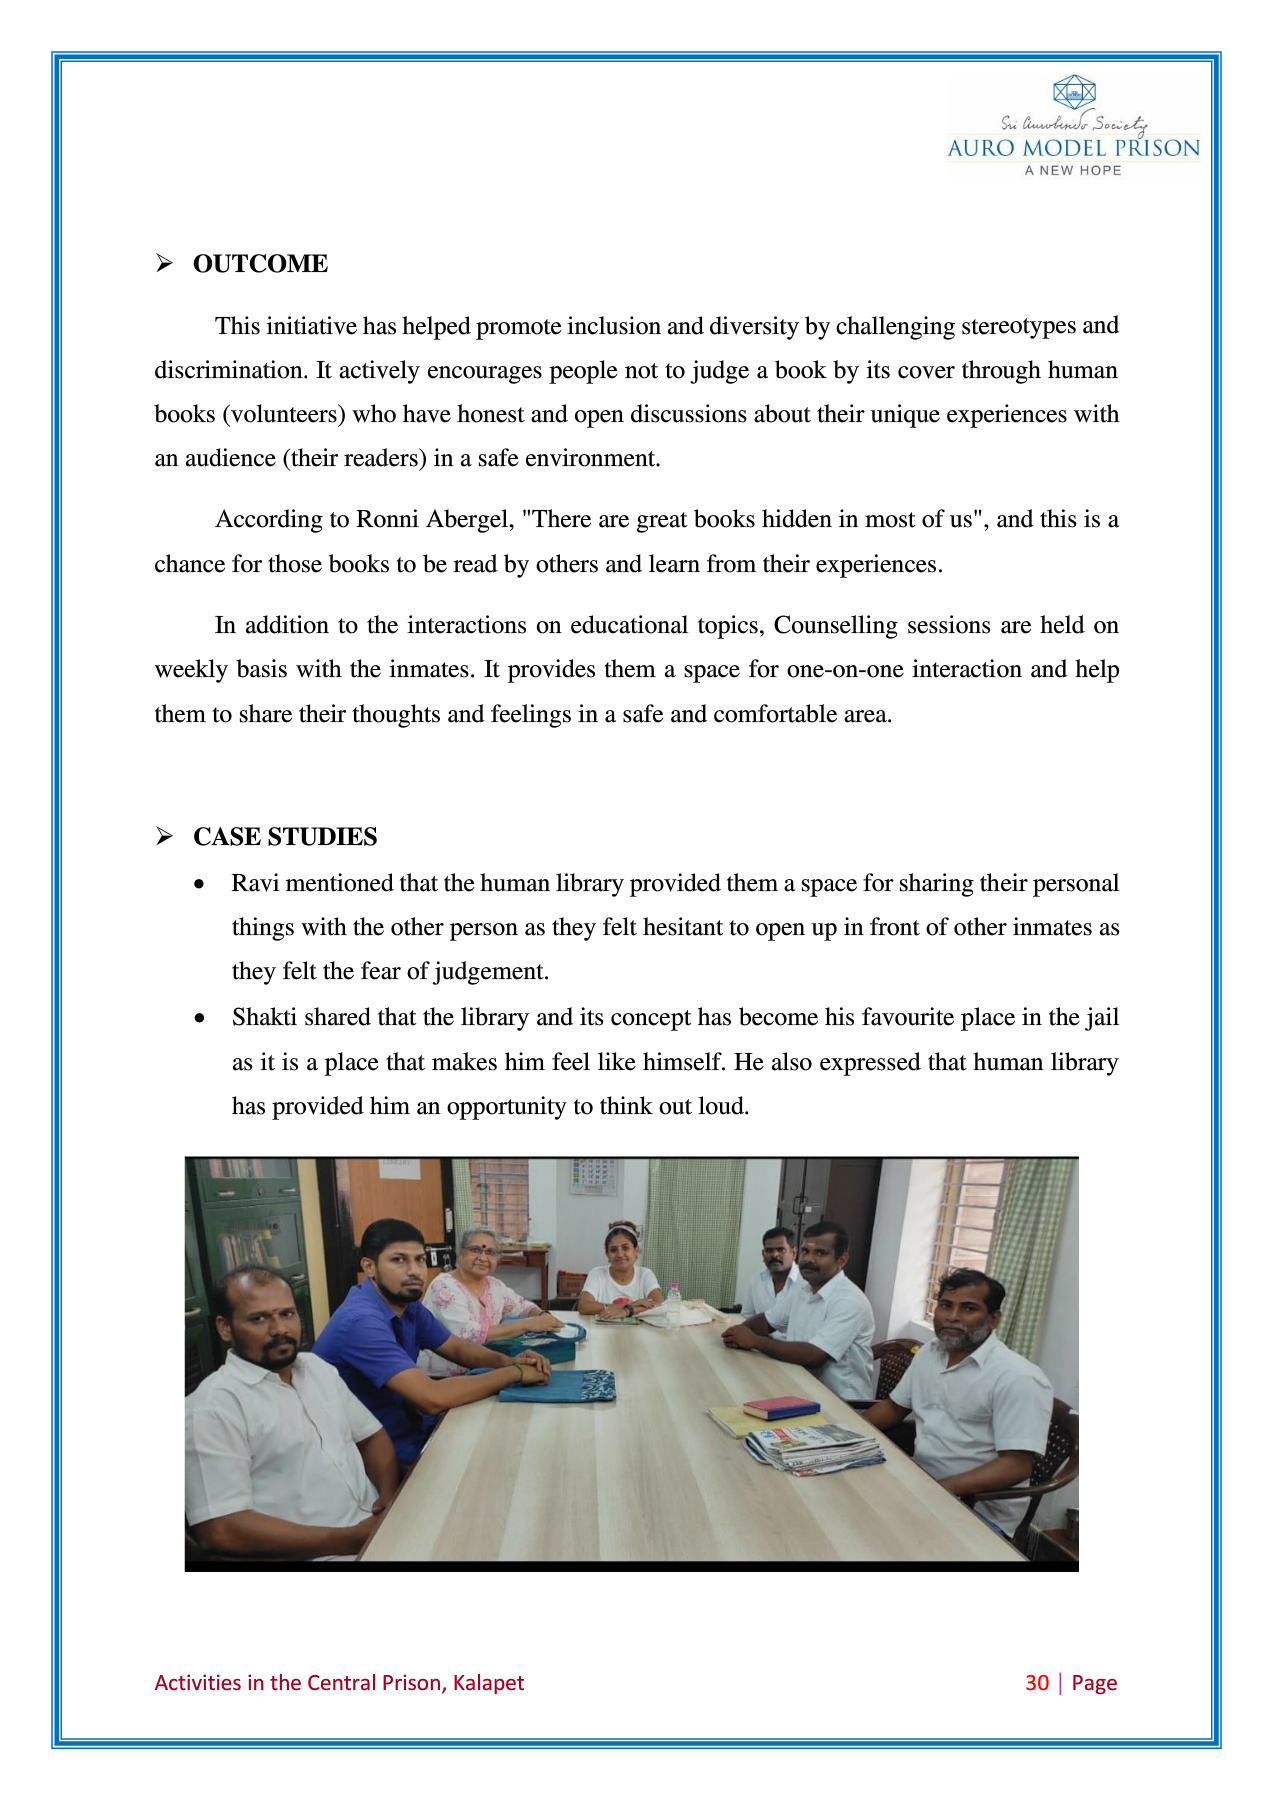 Sri Aurobindo Society
AURO MODEL PRISON
A NEW HOPE
➢ OUTCOME
This initiative has helped promote inclusion and diversity by challenging stereotypes and
discrimination. It actively encourages people not to judge a book by its cover through human
books (volunteers) who have honest and open discussions about their unique experiences with
an audience (their readers) in a safe environment.
According to Ronni Abergel, "There are great books hidden in most of us", and this is a
chance for those books to be read by others and learn from their experiences.
In addition to the interactions on educational topics, Counselling sessions are held on
weekly basis with the inmates. It provides them a space for one-on-one interaction and help
them to share their thoughts and feelings in a safe and comfortable area.
➢ CASE STUDIES
• Ravi mentioned that the human library provided them a space for sharing their personal
things with the other person as they felt hesitant to open up in front of other inmates as
they felt the fear of judgement.
• Shakti shared that the library and its concept has become his favourite place in the jail
as it is a place that makes him feel like himself. He also expressed that human library
has provided him an opportunity to think out loud.
LIBRARY
Activities in the Central Prison, Kalapet
30 | Page